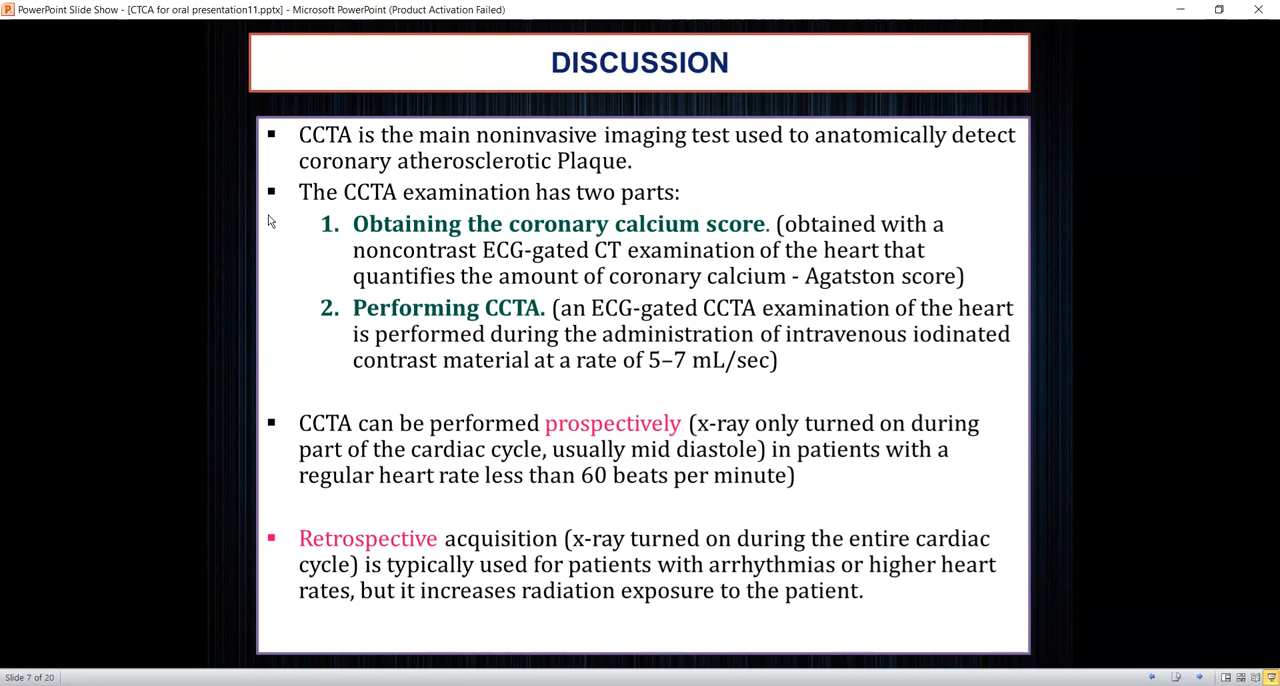 PowerPoint Slide Show - [CTCA for oral presentation11.pptx] - Microsoft PowerPoint (Product Activation Failed)
DISCUSSION
▪ CCTA is the main noninvasive imaging test used to anatomically detect
coronary atherosclerotic Plaque.
▪ The CCTA examination has two parts:
1. Obtaining the coronary calcium score. (obtained with a
noncontrast ECG-gated CT examination of the heart that
quantifies the amount of coronary calcium - Agatston score)
2. Performing CCTA. (an ECG-gated CCTA examination of the heart
is performed during the administration of intravenous iodinated
contrast material at a rate of 5–7 mL/sec)
▪ CCTA can be performed prospectively (x-ray only turned on during
part of the cardiac cycle, usually mid diastole) in patients with a
regular heart rate less than 60 beats per minute)
▪ Retrospective acquisition (x-ray turned on during the entire cardiac
cycle) is typically used for patients with arrhythmias or higher heart
rates, but it increases radiation exposure to the patient.
Slide 7 of 20